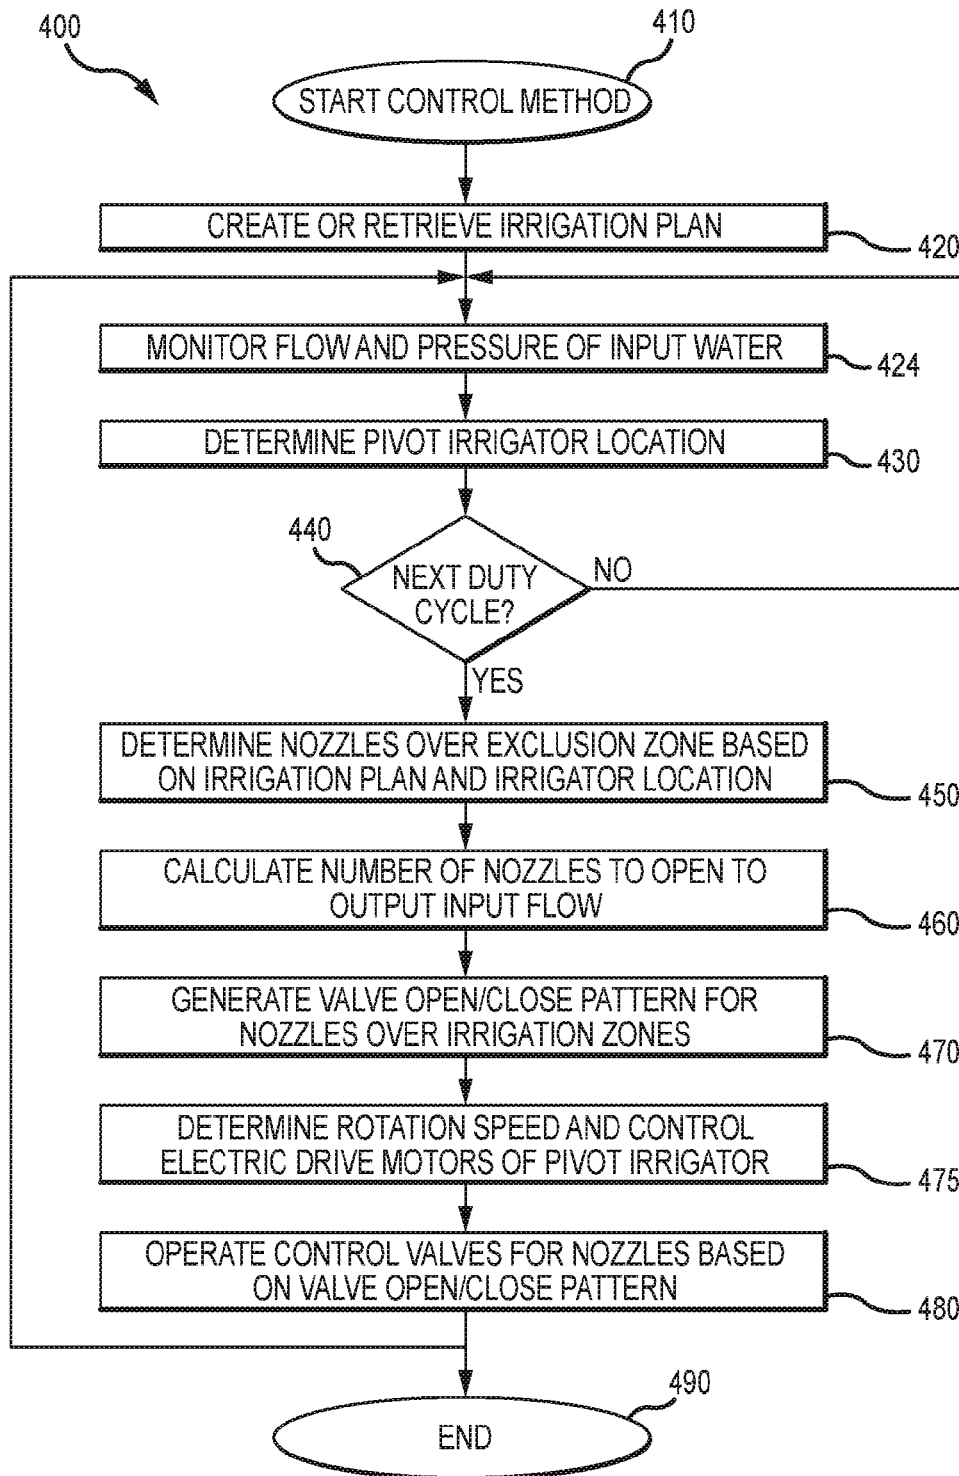 400
410
START CONTROL METHOD
CREATE OR RETRIEVE IRRIGATION PLAN
420
MONITOR FLOW AND PRESSURE OF INPUT WATER
424
DETERMINE PIVOT IRRIGATOR LOCATION
430
440
NEXT DUTY
CYCLE?
NO
YES
DETERMINE NOZZLES OVER EXCLUSION ZONE BASED
ON IRRIGATION PLAN AND IRRIGATOR LOCATION
450
CALCULATE NUMBER OF NOZZLES TO OPEN TO
OUTPUT INPUT FLOW
460
GENERATE VALVE OPEN/CLOSE PATTERN FOR
NOZZLES OVER IRRIGATION ZONES
470
DETERMINE ROTATION SPEED AND CONTROL
ELECTRIC DRIVE MOTORS OF PIVOT IRRIGATOR
475
OPERATE CONTROL VALVES FOR NOZZLES BASED
ON VALVE OPEN/CLOSE PATTERN
480
490
END